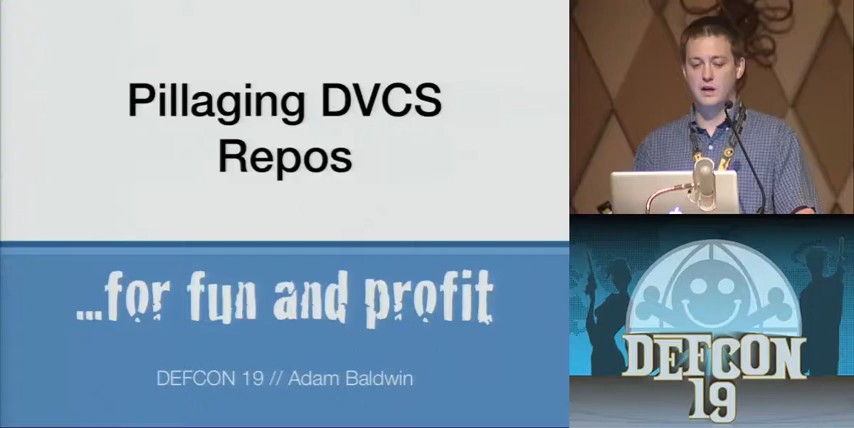 Pillaging DVCS
Repos
...for fun and profit
DEFCON 19 // Adam Baldwin
DEFCON
19